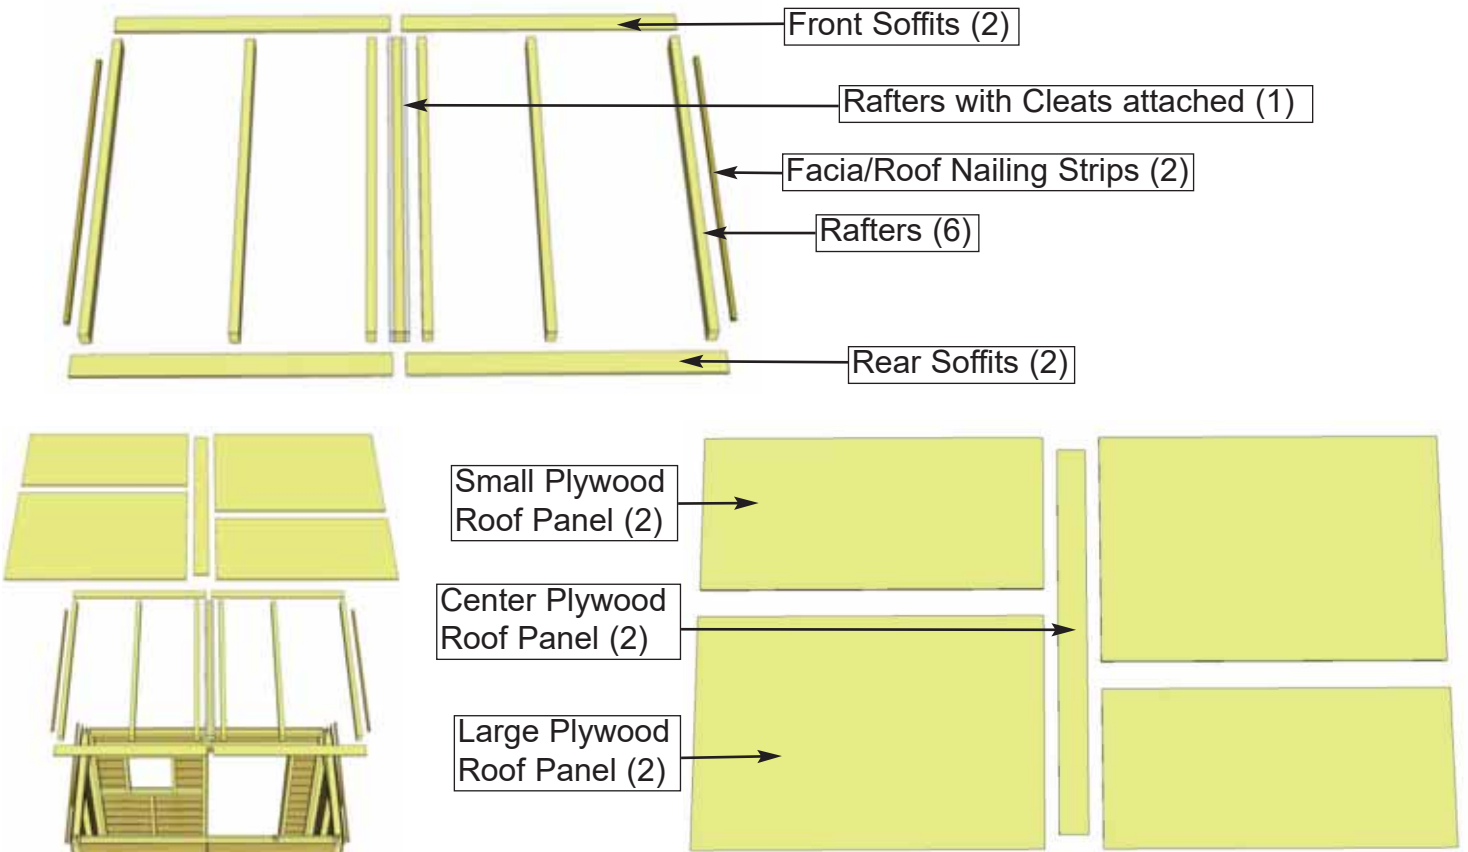 Front Soffits (2)
Rafters with Cleats attached (1)
Facia/Roof Nailing Strips (2)
Rafters (6)
Rear Soffits (2)
Small Plywood
Roof Panel (2)
Center Plywood
Roof Panel (2)
Large Plywood
Roof Panel (2)